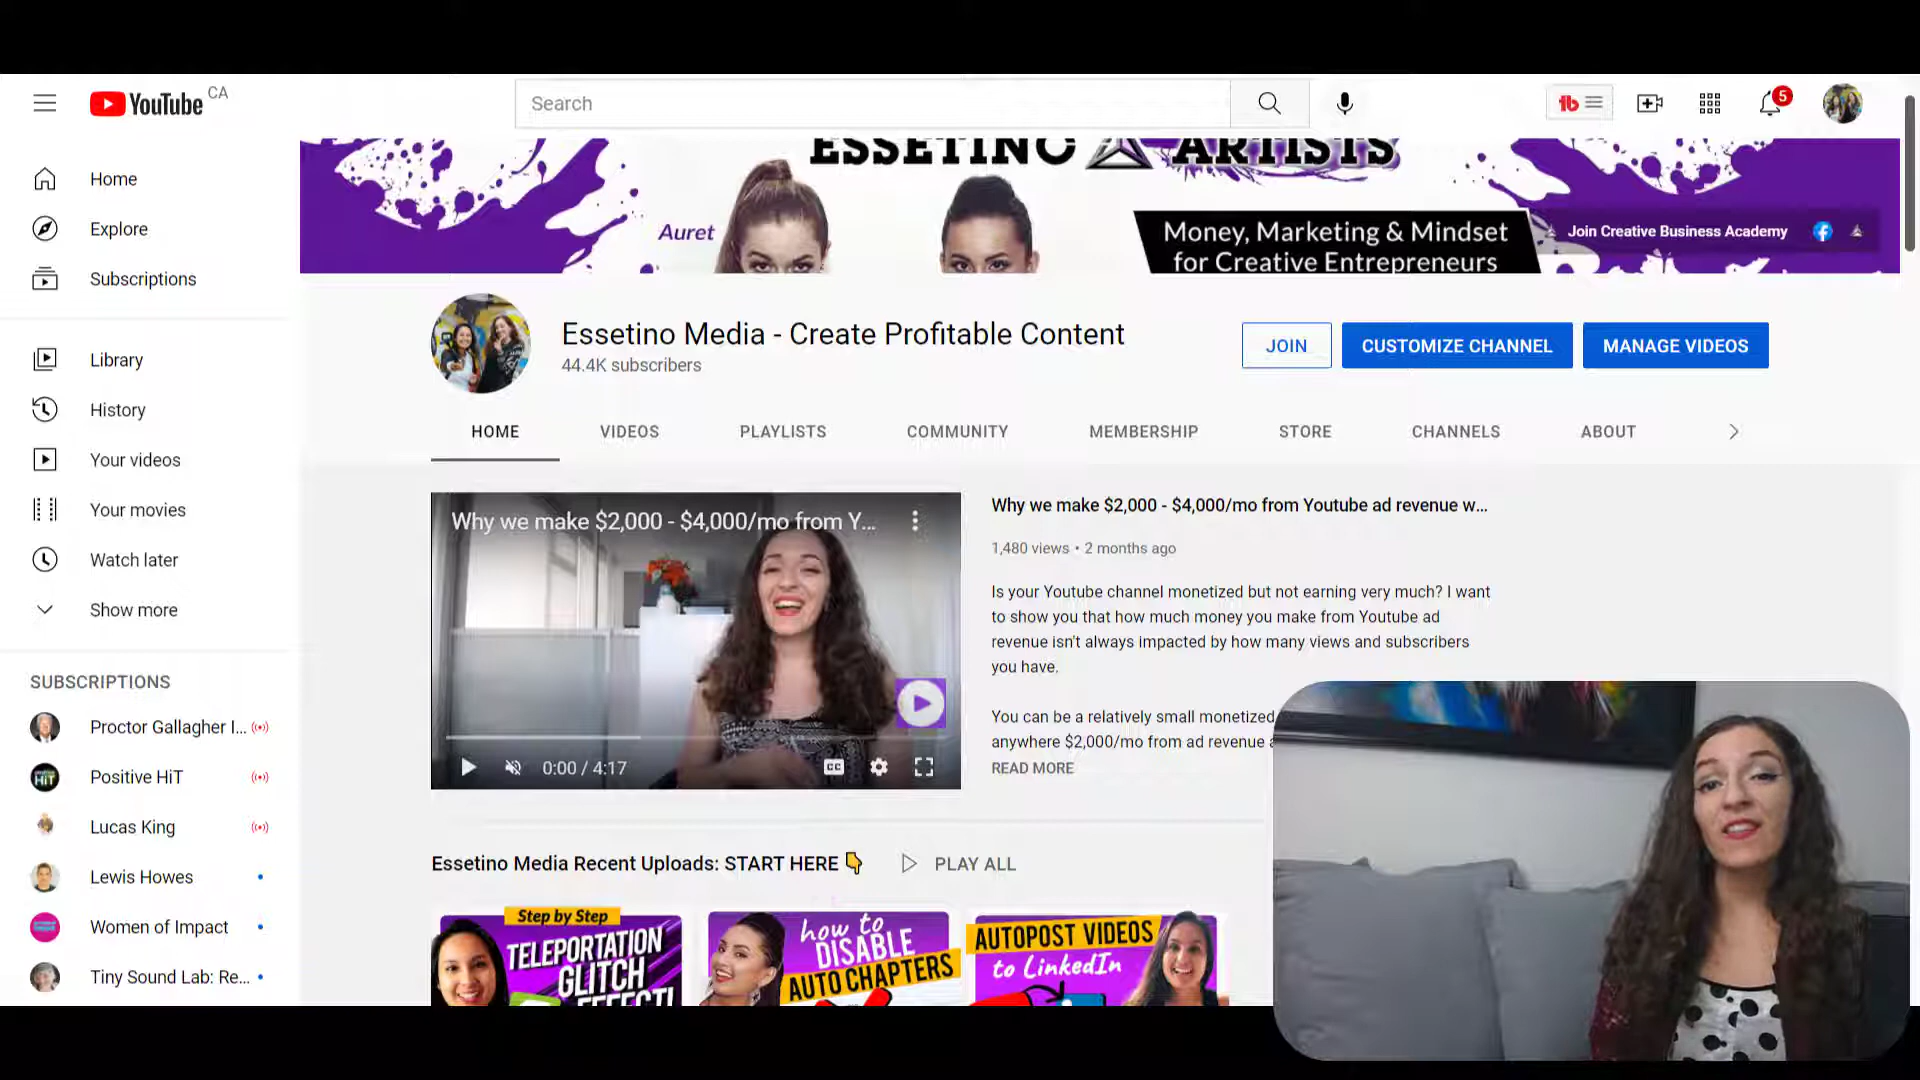 YouTube CA
Search
5
Home
Explore
Subscriptions
Library
History
Your videos
Your movies
Watch later
Show more
SUBSCRIPTIONS
Proctor Gallagher I...
Positive HiT
Lucas King
Lewis Howes
Women of Impact
Tiny Sound Lab: Re...
ESSETINO ARTISTS
Auret
Money, Marketing & Mindset
for Creative Entrepreneurs
Join Creative Business Academy
Essetino Media - Create Profitable Content
44.4K subscribers
JOIN
CUSTOMIZE CHANNEL
MANAGE VIDEOS
HOME
VIDEOS
PLAYLISTS
COMMUNITY
MEMBERSHIP
STORE
CHANNELS
ABOUT
Why we make $2,000 - $4,000/mo from Y...
0:00 / 4:17
CC
Why we make $2,000 - $4,000/mo from Youtube ad revenue w...
1,480 views • 2 months ago
Is your Youtube channel monetized but not earning very much? I want
to show you that how much money you make from Youtube ad
revenue isn't always impacted by how many views and subscribers
you have.
You can be a relatively small monetized
anywhere $2,000/mo from ad revenue
READ MORE
Essetino Media Recent Uploads: START HERE
PLAY ALL
Step by Step
TELEPORTATION
GLITCH
EFFECT!
how to
DISABLE
AUTO CHAPTERS
AUTOPOST VIDEOS
to LinkedIn